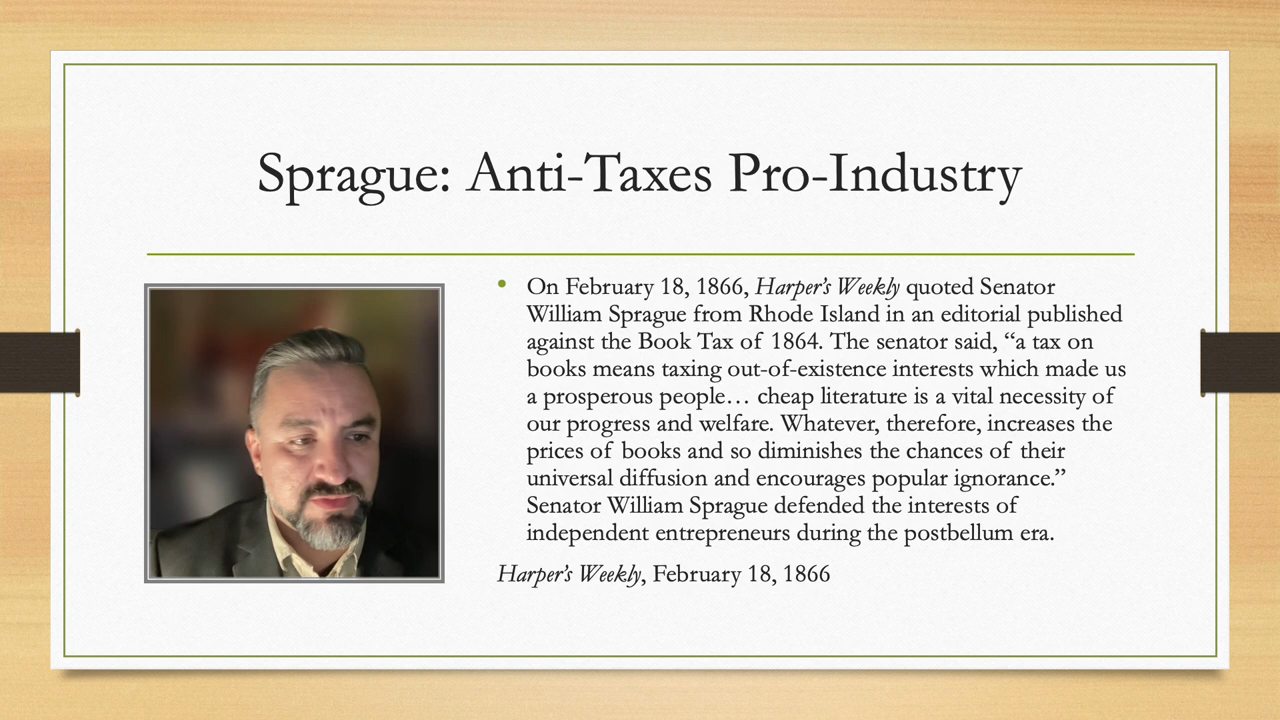 Sprague: Anti-Taxes Pro-Industry
• On February 18, 1866, Harper’s Weekly quoted Senator
William Sprague from Rhode Island in an editorial published
against the Book Tax of 1864. The senator said, “a tax on
books means taxing out-of-existence interests which made us
a prosperous people… cheap literature is a vital necessity of
our progress and welfare. Whatever, therefore, increases the
prices of books and so diminishes the chances of their
universal diffusion and encourages popular ignorance.”
Senator William Sprague defended the interests of
independent entrepreneurs during the postbellum era.
Harper’s Weekly, February 18, 1866